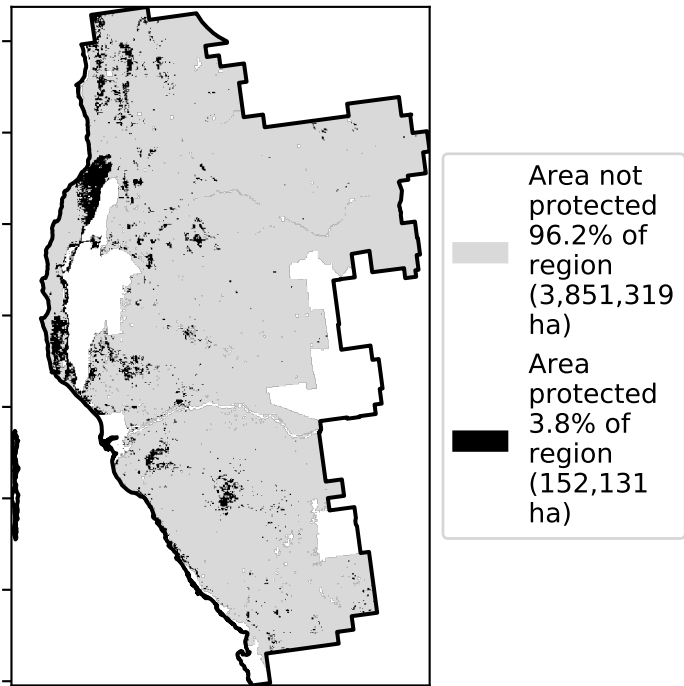 Area not
protected
96.2% of
region
(3,851,319
ha)
Area
protected
3.8% of
region
(152,131
ha)